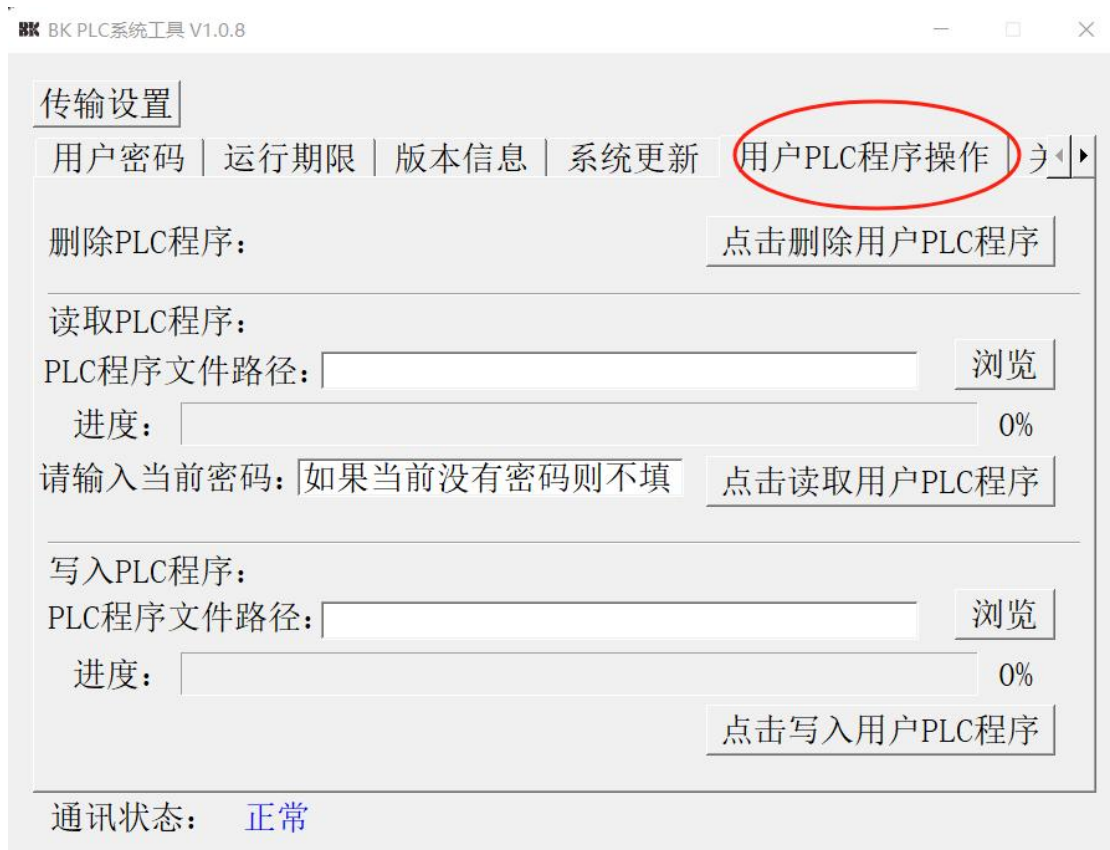 BK BK PLC系统工具 V1.0.8
传输设置
用户密码 运行期限 版本信息 系统更新 用户PLC程序操作
删除PLC程序： 点击删除用户PLC程序
读取PLC程序：
PLC程序文件路径： 浏览
进度： 0%
请输入当前密码： 如果当前没有密码则不填 点击读取用户PLC程序
写入PLC程序：
PLC程序文件路径： 浏览
进度： 0%
点击写入用户PLC程序
通讯状态： 正常